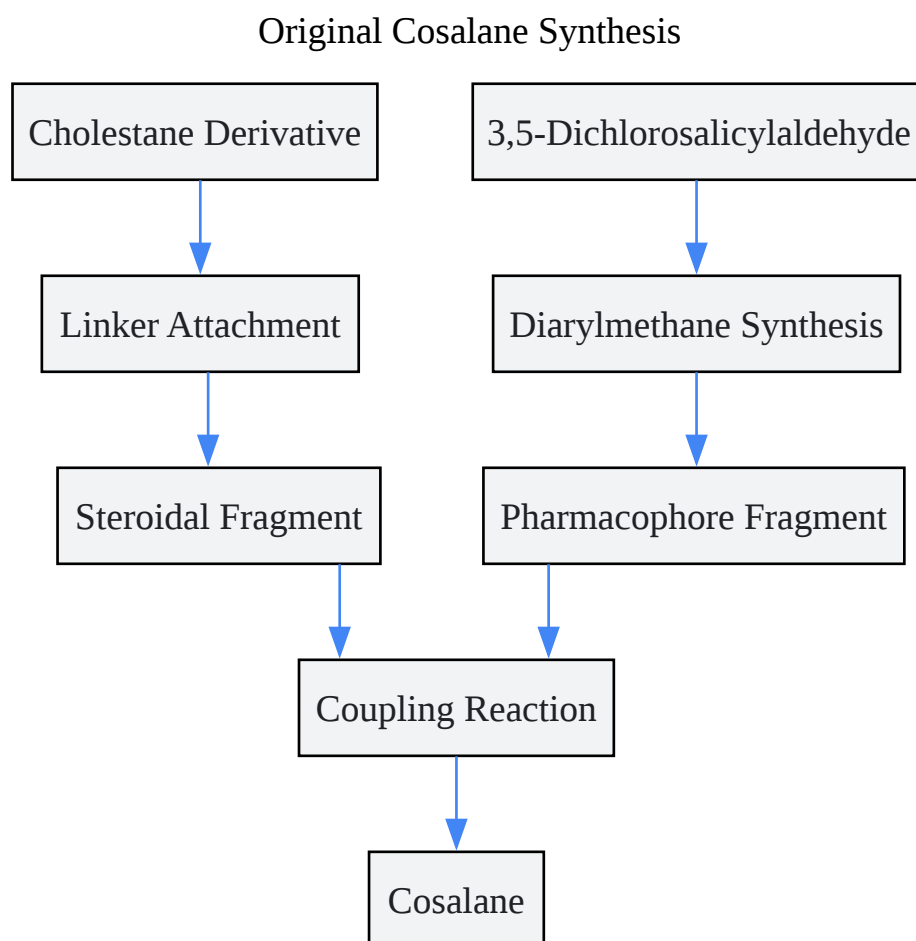 Original Cosalane Synthesis
Cholestane Derivative
3,5-Dichlorosalicylaldehyde
Linker Attachment
Diarylmethane Synthesis
Steroidal Fragment
Pharmacophore Fragment
Coupling Reaction
Cosalane